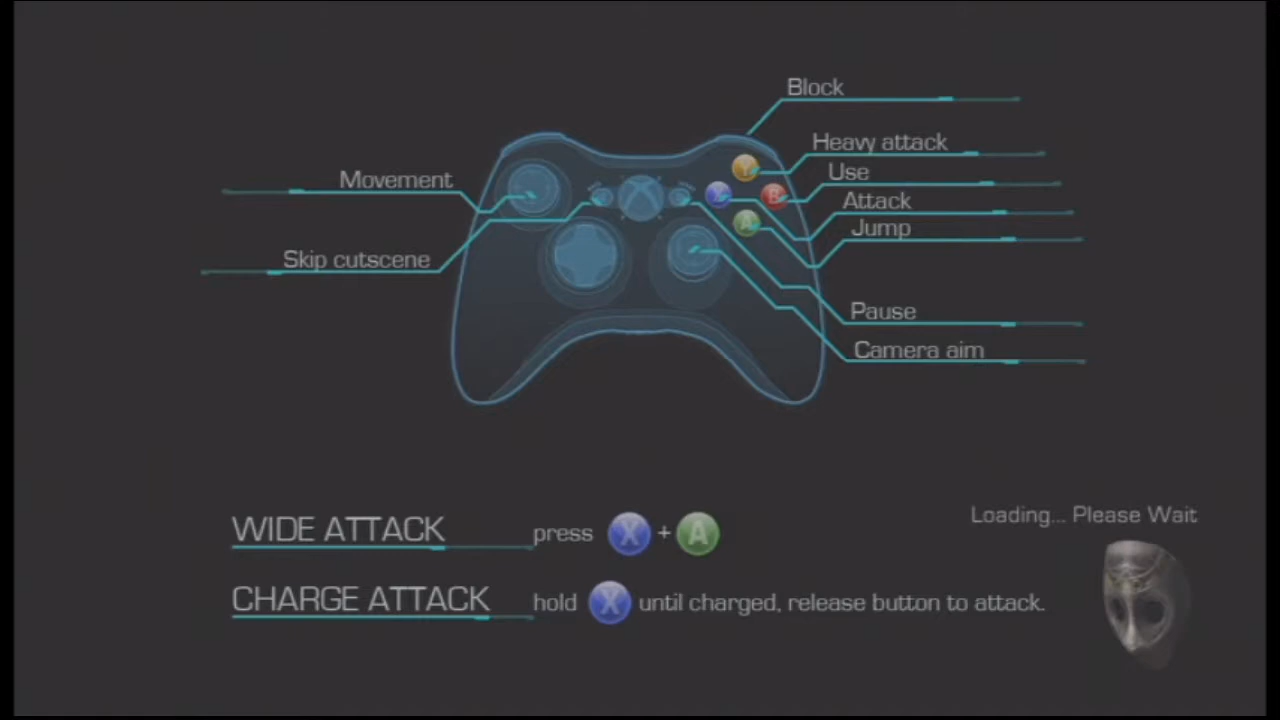 Block
Heavy attack
Movement
Use
Y
X
B
Attack
A
Jump
Skip cutscene
Pause
Camera aim
Loading... Please Wait
WIDE ATTACK press X + A
CHARGE ATTACK hold X until charged, release button to attack.